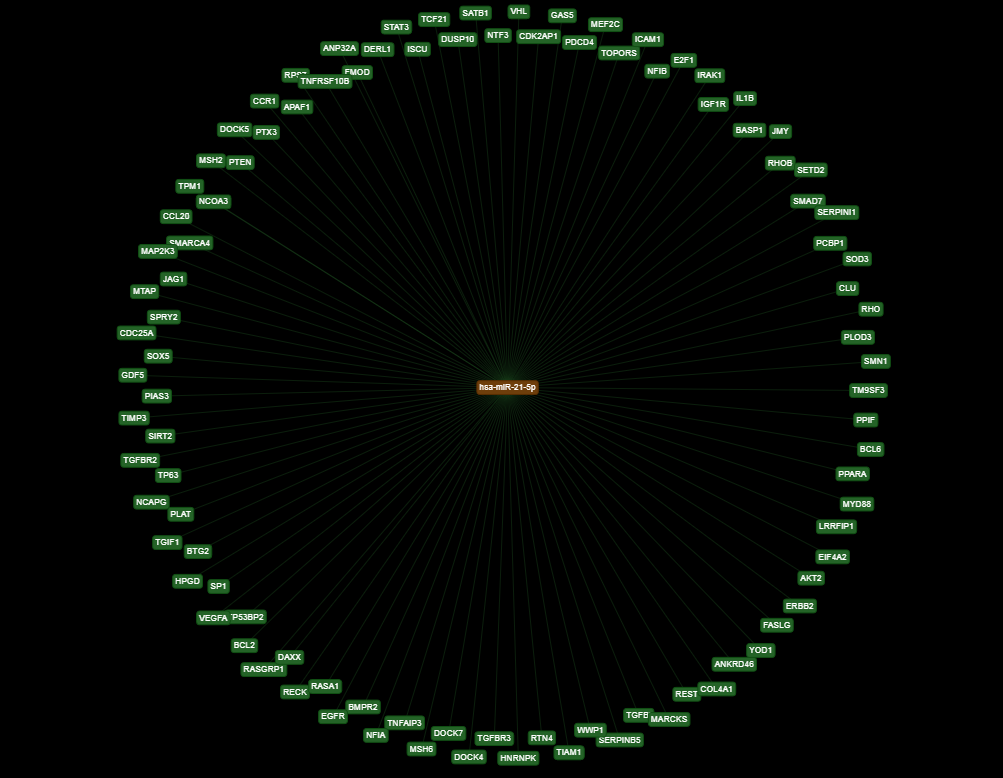 VHL
SATB1
GAS5
TCF21
MEF2C
STAT3
NTF3
CDK2AP1
DUSP10
ICAM1
PDCD4
ANP32A
DERL1
ISCU
TOPORS
E2F1
NFIB
FMOD
IRAK1
TNFRSF10B
IL1B
CCR1
IGF1R
APAF1
DOCK5
PTX3
BASP1
JMY
MSH2
PTEN
RHOB
SETD2
TPM1
NCOA3
SMAD7
SERPINI1
CCL20
SMARCA4
PCBP1
MAP2K3
SOD3
JAG1
CLU
MTAP
RHO
SPRY2
CDC25A
PLOD3
SOX5
SMN1
GDF5
hsa-miR-21-5p
TM9SF3
PIAS3
TIMP3
PPIF
SIRT2
BCL6
TGFBR2
TP63
PPARA
NCAPG
MYD88
PLAT
LRRFIP1
TGIF1
BTG2
EIF4A2
HPGD
SP1
AKT2
ERBB2
VEGFA
TP53BP2
FASLG
BCL2
YOD1
DAXX
ANKRD46
RASGRP1
RASA1
RECK
COL4A1
REST
BMPR2
EGFR
MARCKS
TNFAIP3
NFIA
DOCK7
WWP1
TGFBR3
RTN4
SERPINB5
MSH6
TIAM1
DOCK4
HNRNPK